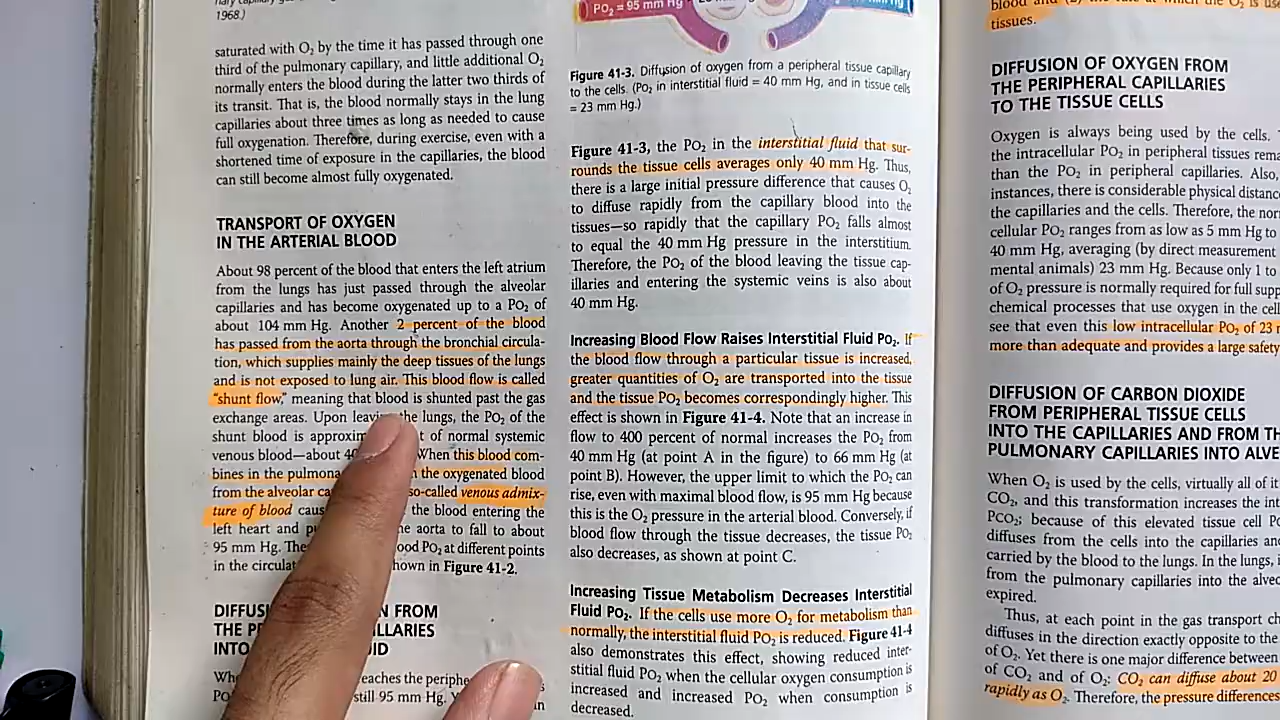 1968.)
saturated with O2 by the time it has passed through one
third of the pulmonary capillary, and little additional O2
normally enters the blood during the latter two thirds of
its transit. That is, the blood normally stays in the lung
capillaries about three times as long as needed to cause
full oxygenation. Therefore, during exercise, even with a
shortened time of exposure in the capillaries, the blood
can still become almost fully oxygenated.
TRANSPORT OF OXYGEN
IN THE ARTERIAL BLOOD
About 98 percent of the blood that enters the left atrium
from the lungs has just passed through the alveolar
capillaries and has become oxygenated up to a PO2 of
about 104 mm Hg. Another 2 percent of the blood
has passed from the aorta through the bronchial circula-
tion, which supplies mainly the deep tissues of the lungs
and is not exposed to lung air. This blood flow is called
“shunt flow,” meaning that blood is shunted past the gas
exchange areas. Upon leaving the lungs, the PO2 of the
shunt blood is approxim of normal systemic
venous blood—about When this blood com-
bines in the the oxygenated blood
from the alveolar so-called venous admix-
ture of blood the blood entering the
left heart and he aorta to fall to about
95 mm Hg. ood PO2 at different points
in the circulat hown in Figure 41-2.
FROM
THE
INTO
eaches the
still 95 mm Hg.
PO2 = 95 mm Hg
Figure 41-3. Diffusion of oxygen from a peripheral tissue capillary
to the cells. (PO2 in interstitial fluid = 40 mm Hg, and in tissue cells
= 23 mm Hg.)
Figure 41-3, the PO2 in the interstitial fluid that sur-
rounds the tissue cells averages only 40 mm Hg. Thus,
there is a large initial pressure difference that causes O2
to diffuse rapidly from the capillary blood into the
tissues—so rapidly that the capillary PO2 falls almost
to equal the 40 mm Hg pressure in the interstitium.
Therefore, the PO2 of the blood leaving the tissue cap-
illaries and entering the systemic veins is also about
40 mm Hg.
Increasing Blood Flow Raises Interstitial Fluid PO2. If
the blood flow through a particular tissue is increased,
greater quantities of O2 are transported into the tissue
and the tissue PO2 becomes correspondingly higher. This
effect is shown in Figure 41-4. Note that an increase in
flow to 400 percent of normal increases the PO2 from
40 mm Hg (at point A in the figure) to 66 mm Hg (at
point B). However, the upper limit to which the PO2 can
rise, even with maximal blood flow, is 95 mm Hg because
this is the O2 pressure in the arterial blood. Conversely, if
blood flow through the tissue decreases, the tissue PO2
also decreases, as shown at point C.
Increasing Tissue Metabolism Decreases Interstitial
Fluid PO2. If the cells use more O2 for metabolism than
normally, the interstitial fluid PO2 is reduced. Figure 41-4
also demonstrates this effect, showing reduced inter-
stitial fluid PO2 when the cellular oxygen consumption is
increased and increased PO2 when consumption is
decreased.
tissues.
DIFFUSION OF OXYGEN FROM
THE PERIPHERAL CAPILLARIES
TO THE TISSUE CELLS
Oxygen is always being used by the cells.
the intracellular PO2 in peripheral tissues rema
than the PO2 in peripheral capillaries. Also,
instances, there is considerable physical distanc
the capillaries and the cells. Therefore, the nor
cellular PO2 ranges from as low as 5 mm Hg to
40 mm Hg, averaging (by direct measurement
mental animals) 23 mm Hg. Because only 1 to
of O2 pressure is normally required for full supp
chemical processes that use oxygen in the cell
see that even this low intracellular PO2 of 23
more than adequate and provides a large safety
DIFFUSION OF CARBON DIOXIDE
FROM PERIPHERAL TISSUE CELLS
INTO THE CAPILLARIES AND FROM TH
PULMONARY CAPILLARIES INTO ALVE
When O2 is used by the cells, virtually all of it
CO2, and this transformation increases the int
PCO2; because of this elevated tissue cell
diffuses from the cells into the capillaries and
carried by the blood to the lungs. In the lungs,
from the pulmonary capillaries into the alveo
expired.
Thus, at each point in the gas transport ch
diffuses in the direction exactly opposite to the
of O2. Yet there is one major difference between
of CO2 and of O2: CO2 can diffuse about 20
rapidly as O2. Therefore, the pressure differences